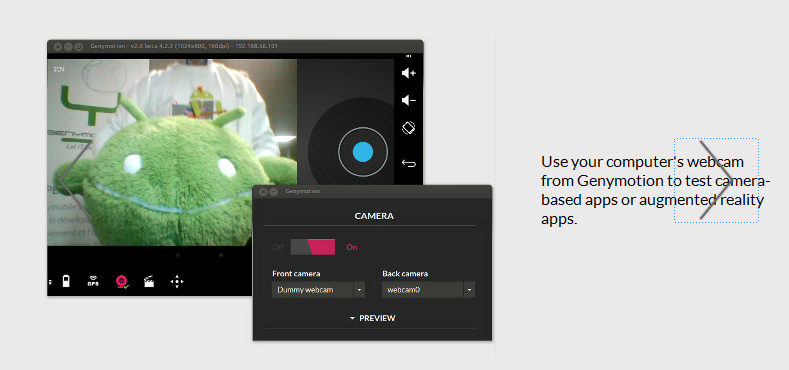 Genymotion - v2.0 beta 4.2.2 (1024x600, 160dpi) - 192.168.56.101
SCN
GPS
Genymotion
CAMERA
Off
On
Front camera
Back camera
Dummy webcam
webcam0
PREVIEW
Use your computer's webcam
from Genymotion to test camera-
based apps or augmented reality
apps.